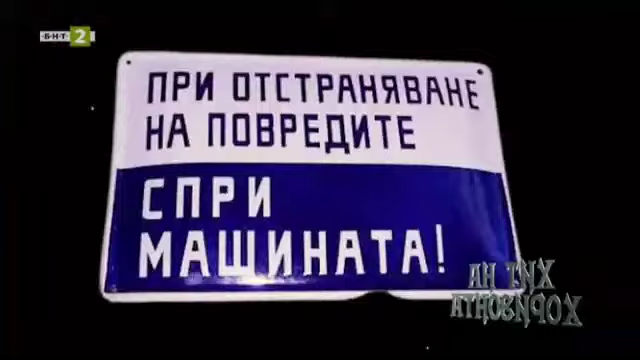 БНТ 2
ПРИ ОТСТРАНЯВАНЕ
НА ПОВРЕДИТЕ
СПРИ
МАШИНАТА!